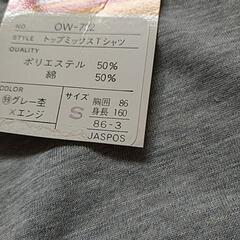 NO. OW-722
STYLE トップミックスTシャツ
QUALITY
ポリエステル 50%
綿 50%
COLOR
グレー杢
×エンジ
サイズ
S
胸囲 86
身長 160
86-3
JASPOS